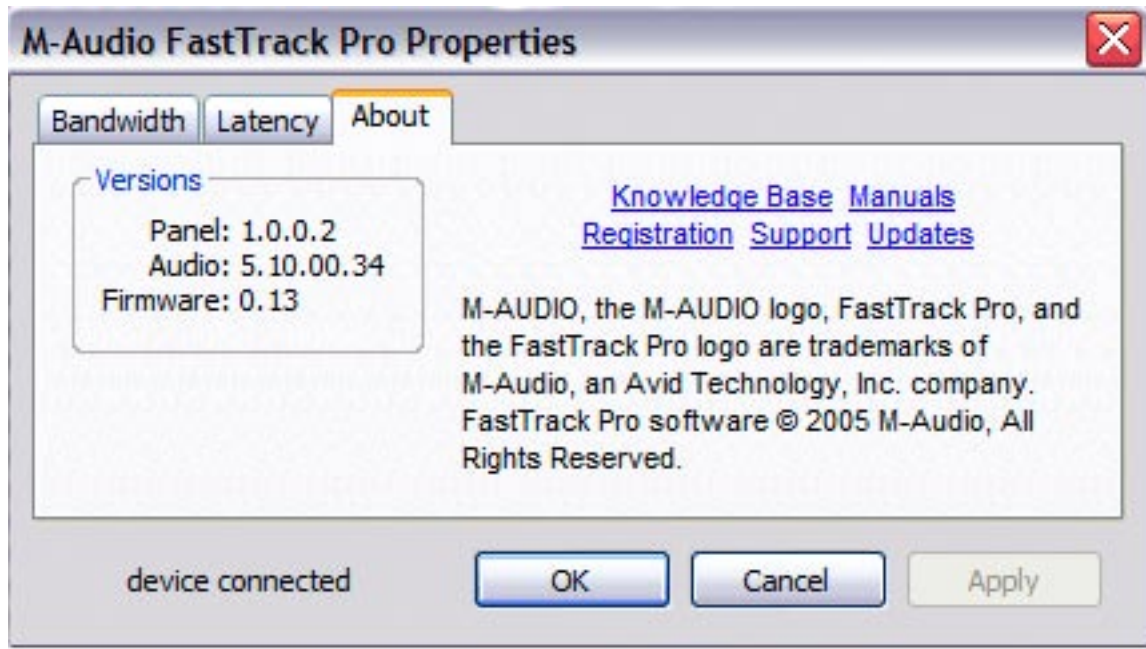 M-Audio FastTrack Pro Properties
Bandwidth Latency About
Versions
Panel: 1.0.0.2
Audio: 5.10.00.34
Firmware: 0.13
Knowledge Base Manuals
Registration Support Updates
M-AUDIO, the M-AUDIO logo, FastTrack Pro, and
the FastTrack Pro logo are trademarks of
M-Audio, an Avid Technology, Inc. company.
FastTrack Pro software © 2005 M-Audio, All
Rights Reserved.
device connected OK Cancel Apply